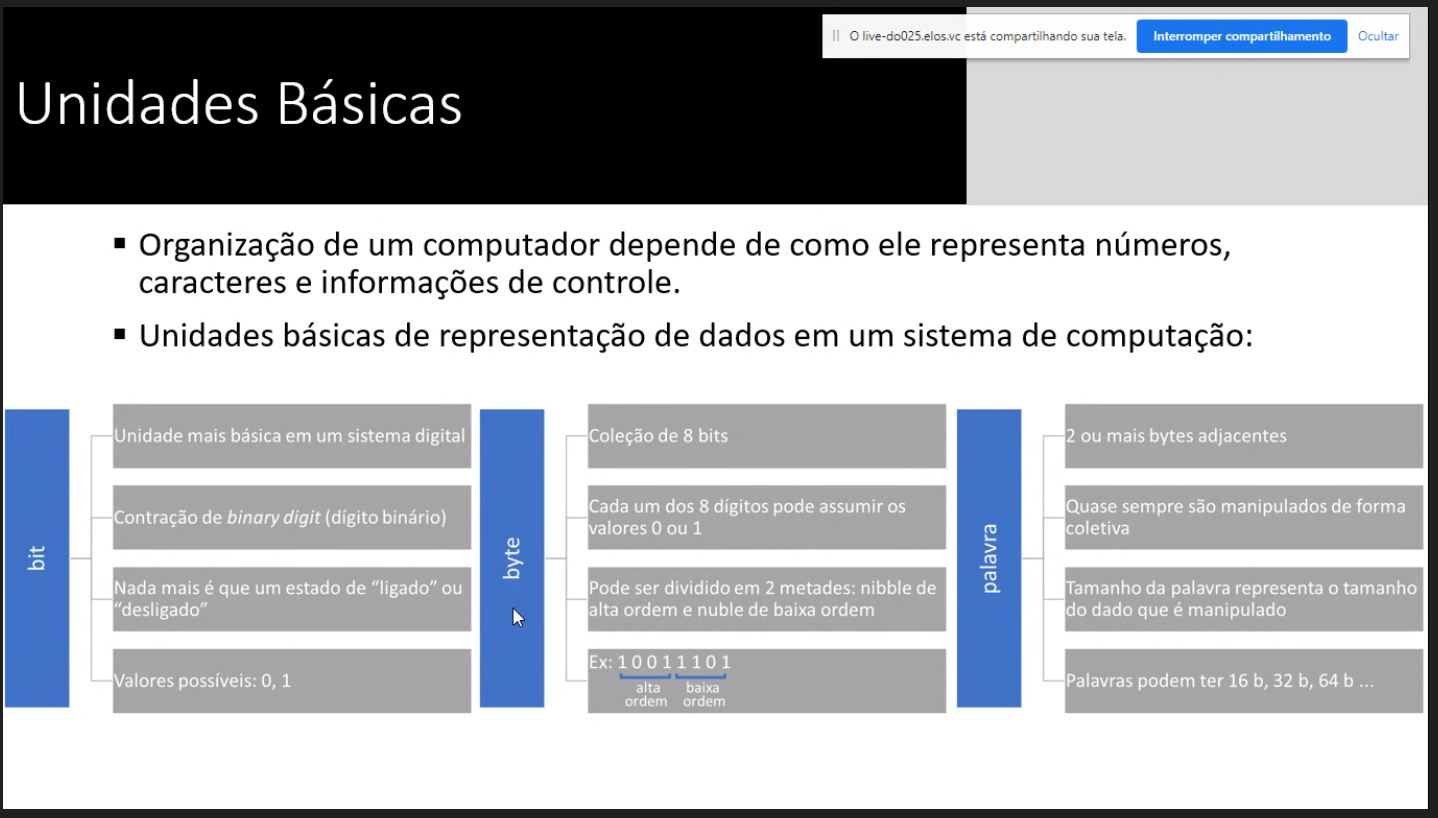 O live-do025.elos.vc está compartilhando sua tela.
Interromper compartilhamento
Ocultar
Unidades Básicas
▪ Organização de um computador depende de como ele representa números,
caracteres e informações de controle.
▪ Unidades básicas de representação de dados em um sistema de computação:
bit
Unidade mais básica em um sistema digital
Contração de binary digit (dígito binário)
Nada mais é que um estado de “ligado” ou
“desligado”
Valores possíveis: 0, 1
byte
Coleção de 8 bits
Cada um dos 8 dígitos pode assumir os
valores 0 ou 1
Pode ser dividido em 2 metades: nibble de
alta ordem e nuble de baixa ordem
Ex: 1 0 0 1 1 1 0 1
alta
ordem
baixa
ordem
palavra
2 ou mais bytes adjacentes
Quase sempre são manipulados de forma
coletiva
Tamanho da palavra representa o tamanho
do dado que é manipulado
Palavras podem ter 16 b, 32 b, 64 b ...